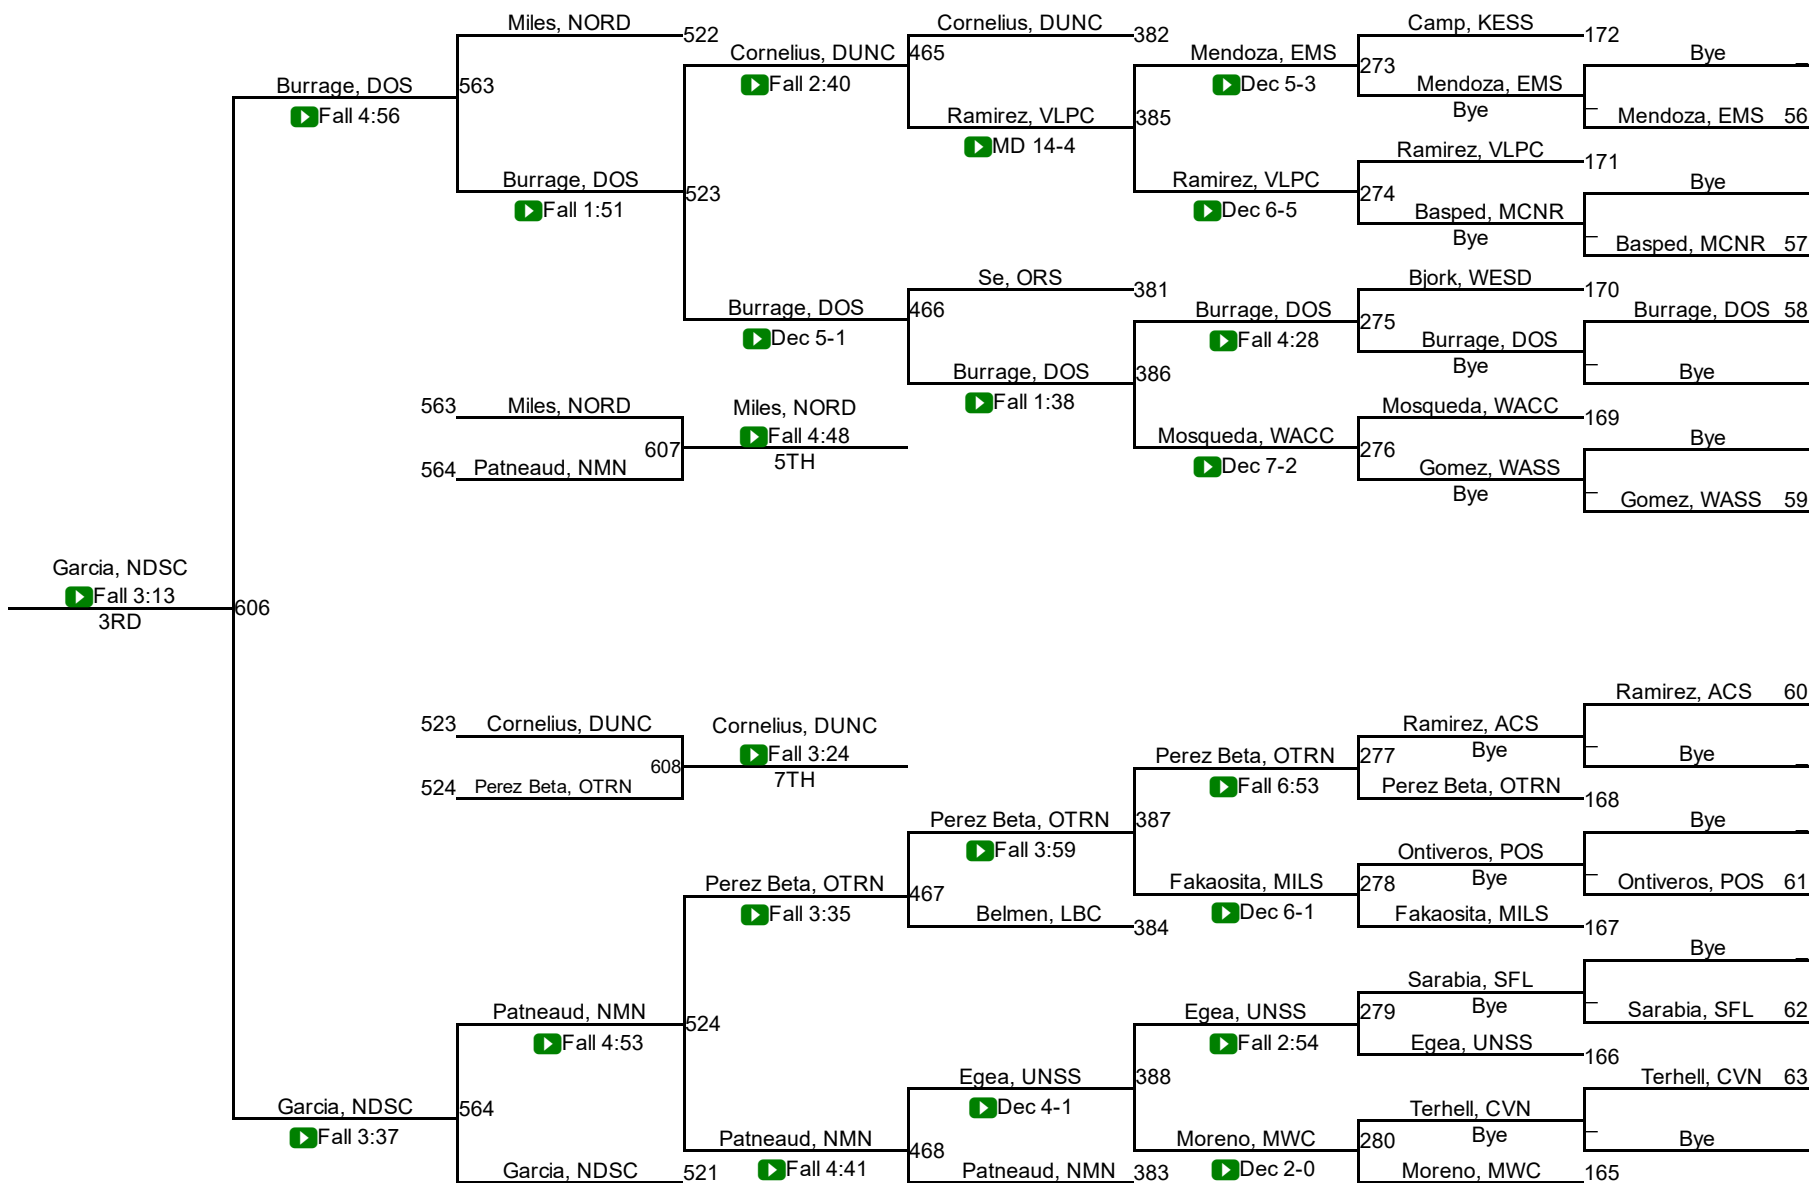 Miles, NORD
522
Cornelius, DUNC
382
Camp, KESS
172
Bye
Burrage, DOS
Fall 4:56
563
Cornelius, DUNC
Fall 2:40
465
Mendoza, EMS
Dec 5-3
273
Mendoza, EMS
Bye
Mendoza, EMS 56
Ramirez, VLPC
MD 14-4
385
Ramirez, VLPC
171
Bye
Burrage, DOS
Fall 1:51
523
Ramirez, VLPC
Dec 6-5
274
Basped, MCNR
Bye
Basped, MCNR 57
Se, ORS
381
Bjork, WESD
170
Burrage, DOS 58
Burrage, DOS
Dec 5-1
466
Burrage, DOS
Fall 4:28
275
Burrage, DOS
Bye
Bye
Burrage, DOS
Fall 1:38
386
563 Miles, NORD
Miles, NORD
Fall 4:48
5TH
607
564 Patneaud, NMN
Mosqueda, WACC
169
Bye
Mosqueda, WACC
Dec 7-2
276
Gomez, WASS
Bye
Gomez, WASS 59
Garcia, NDSC
Fall 3:13
3RD
606
Ramirez, ACS 60
523 Cornelius, DUNC
Cornelius, DUNC
Fall 3:24
7TH
608
524 Perez Beta, OTRN
Ramirez, ACS
Bye
Bye
Perez Beta, OTRN
Fall 6:53
277
Perez Beta, OTRN
168
Perez Beta, OTRN
Fall 3:59
387
Bye
Ontiveros, POS
Bye
Ontiveros, POS 61
Perez Beta, OTRN
Fall 3:35
467
Fakaosita, MILS
Dec 6-1
278
Belmen, LBC
384
Fakaosita, MILS
167
Bye
Sarabia, SFL
Bye
Sarabia, SFL 62
Patneaud, NMN
Fall 4:53
524
Egea, UNSS
Fall 2:54
279
Egea, UNSS
166
Egea, UNSS
Dec 4-1
388
Terhell, CVN 63
Garcia, NDSC
Fall 3:37
564
Terhell, CVN
Bye
Bye
Patneaud, NMN
Fall 4:41
468
Moreno, MWC
Dec 2-0
280
Garcia, NDSC
521
Patneaud, NMN
383
Moreno, MWC
165